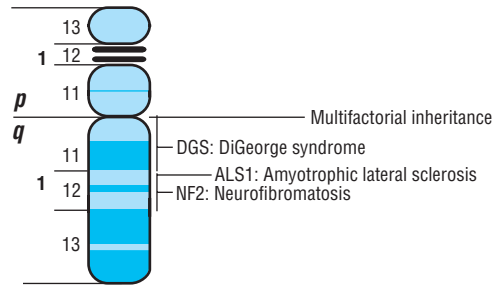 13
1 12
11
p
Multifactorial inheritance
q
DGS: DiGeorge syndrome
11
ALS1: Amyotrophic lateral sclerosis
1
12 NF2: Neurofibromatosis
13